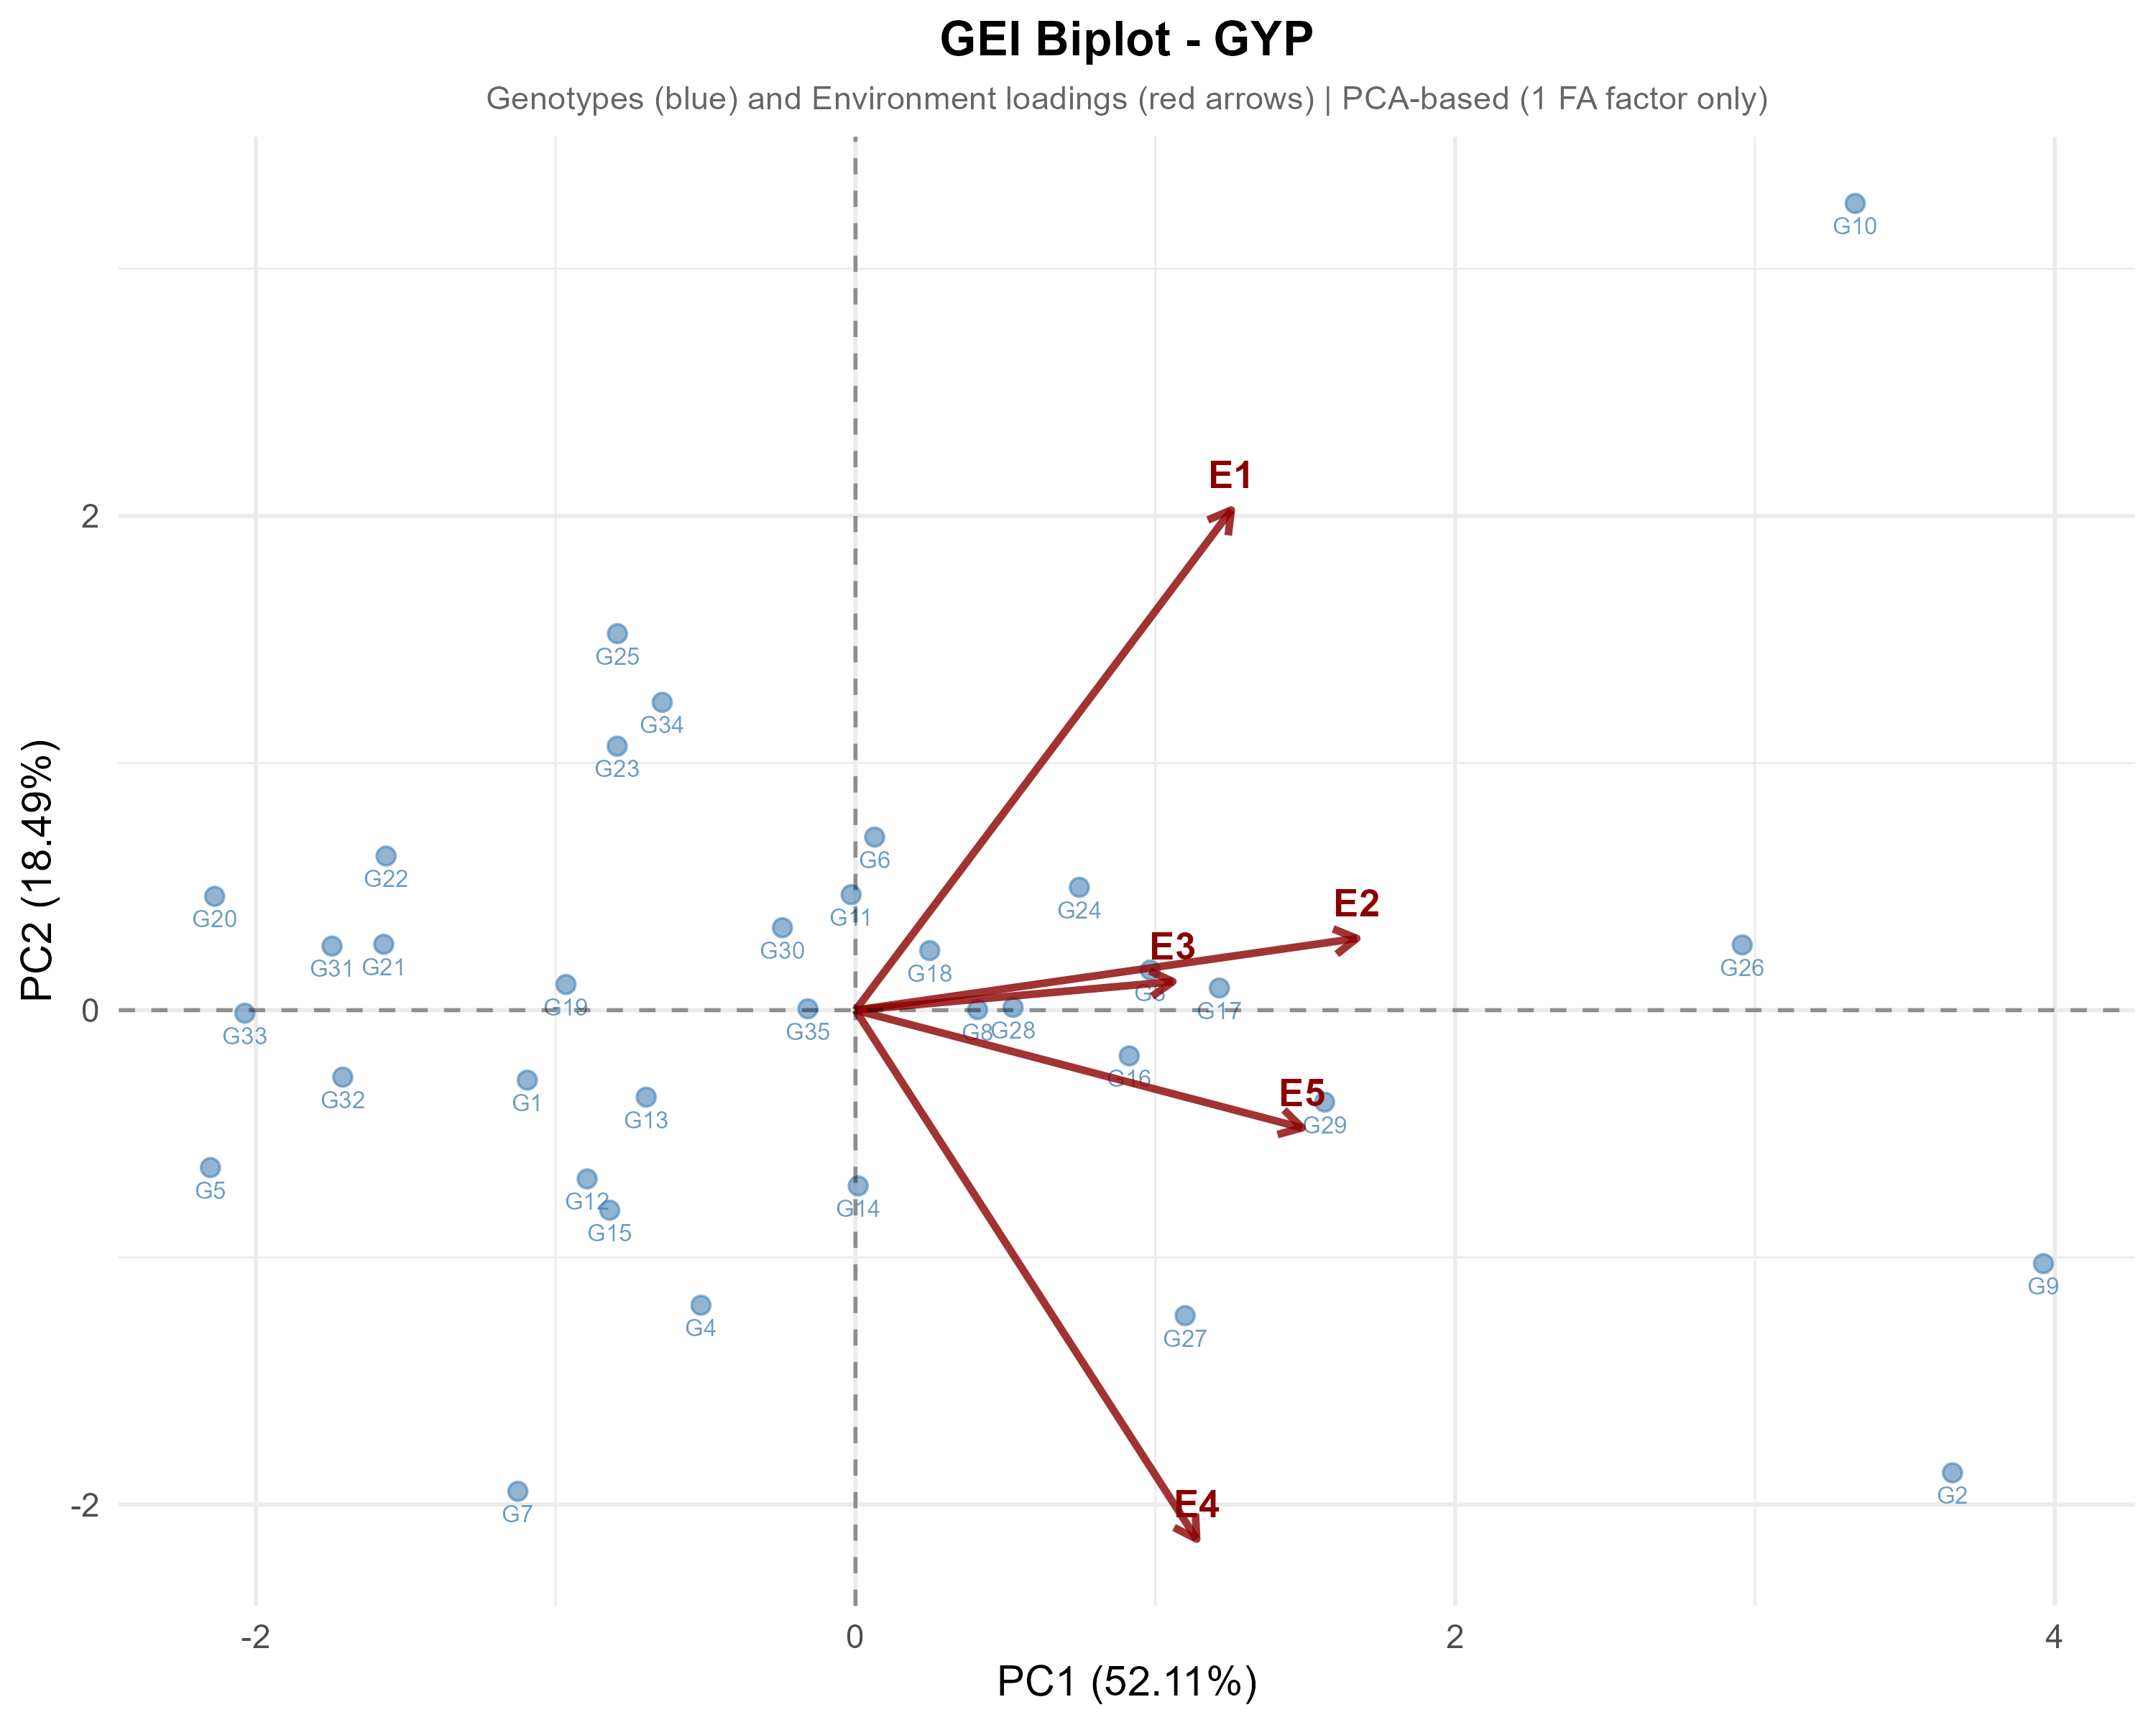 GEI Biplot - GYP
Genotypes (blue) and Environment loadings (red arrows) | PCA-based (1 FA factor only)
G10
E1
2
G25
G34
G23
G6
G22
E2
G20
G11
G24
E3
G30
G31
G21
G18
G26
G19
G17
0
G33
G35
G8
G28
G16
G32
G1
G13
E5
G29
G5
G12
G14
G15
G9
G4
G27
E4
-2
G7
G2
-2
0
2
4
PC1 (52.11%)
PC2 (18.49%)